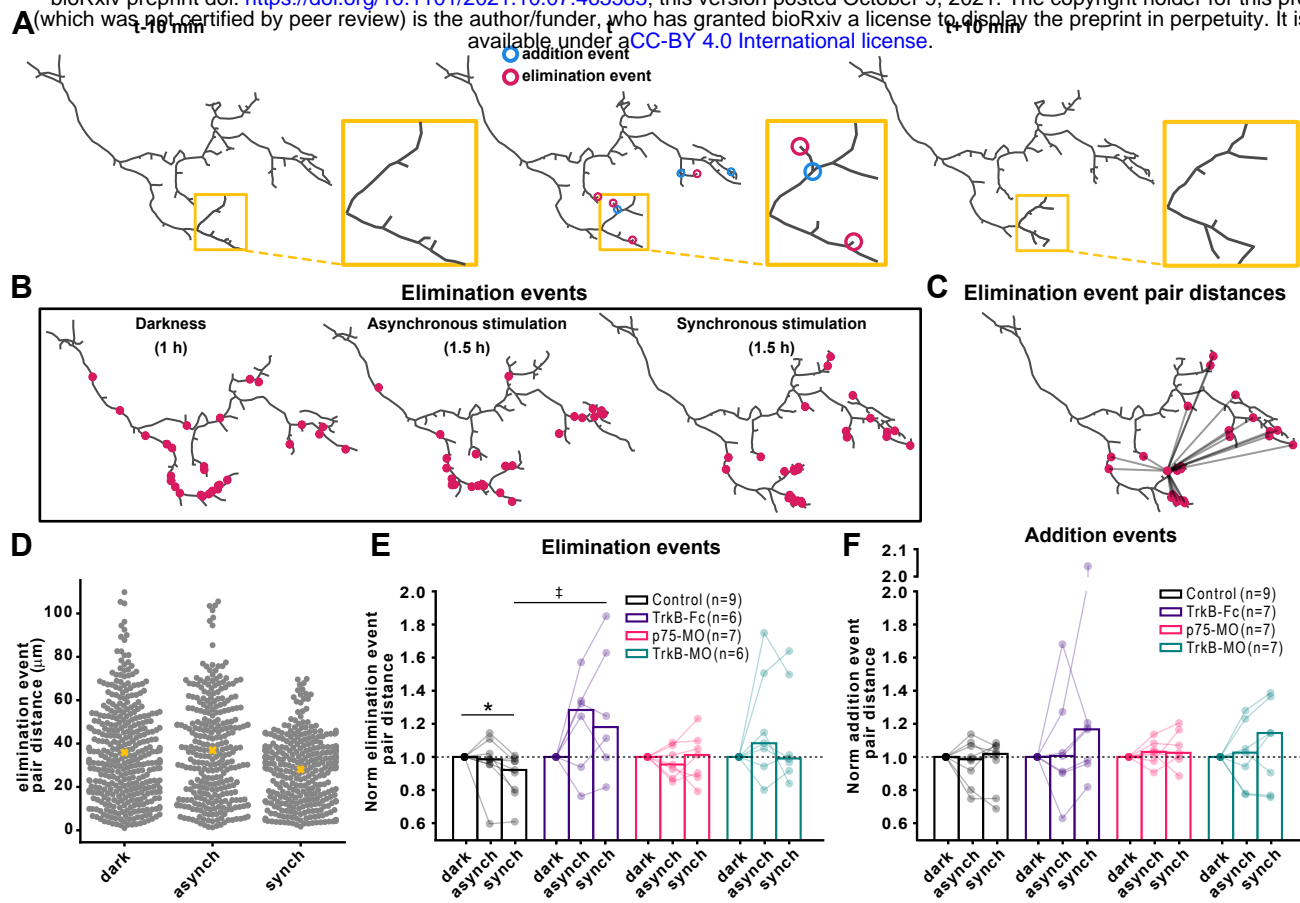 bioRxiv preprint doi: https://doi.org/10.1101/2021.10.07.463583; this version posted October 9, 2021. The copyright holder for this pre
(which was not certified by peer review) is the author/funder, who has granted bioRxiv a license to display the preprint in perpetuity. It is
available under aCC-BY 4.0 International license.
A
t-10 min
t
t+10 min
addition event
elimination event
B
Elimination events
Darkness
(1 h)
Asynchronous stimulation
(1.5 h)
Synchronous stimulation
(1.5 h)
C
Elimination event pair distances
D
elimination event
pair distance (µm)
100
80
60
40
20
0
dark
asynch
synch
E
Elimination events
Norm elimination event
pair distance
2.0
1.8
1.6
1.4
1.2
1.0
0.8
0.6
*
‡
Control (n=9)
TrkB-Fc (n=6)
p75-MO (n=7)
TrkB-MO (n=6)
dark
asynch
synch
dark
asynch
synch
dark
asynch
synch
dark
asynch
synch
F
Addition events
Norm addition event
pair distance
2.1
2.0
2.0
1.8
1.6
1.4
1.2
1.0
0.8
0.6
Control (n=9)
TrkB-Fc (n=7)
p75-MO (n=7)
TrkB-MO (n=7)
dark
asynch
synch
dark
asynch
synch
dark
asynch
synch
dark
asynch
synch